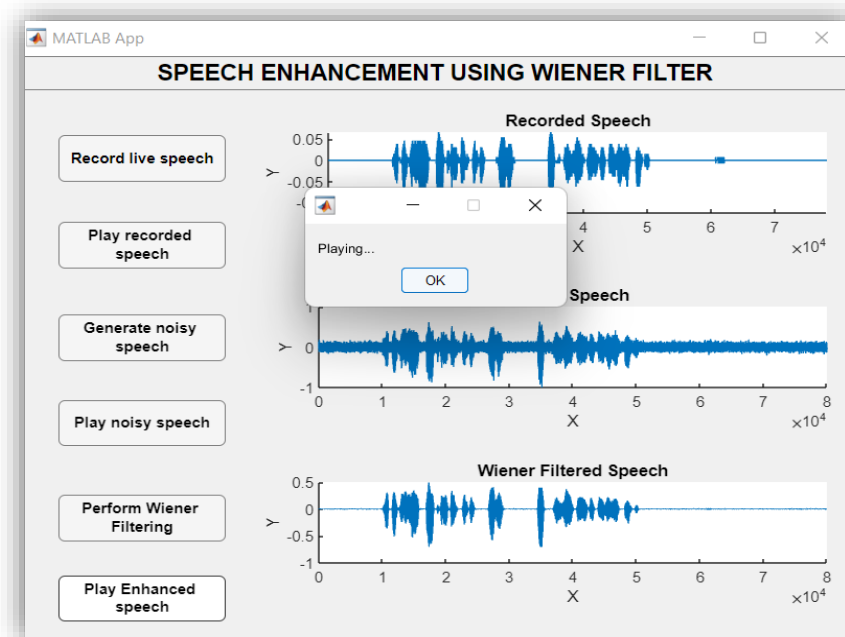 MATLAB App
SPEECH ENHANCEMENT USING WIENER FILTER
Record live speech
Play recorded
speech
Generate noisy
speech
Play noisy speech
Perform Wiener
Filtering
Play Enhanced
speech
Recorded Speech
0.05
0
-0.05
Y
4
5
6
7
X
×10⁴
Playing...
OK
Speech
1
0
-1
Y
0 1 2 3 4 5 6 7 8
X
×10⁴
Wiener Filtered Speech
0.5
0
-0.5
-1
Y
0 1 2 3 4 5 6 7 8
X
×10⁴